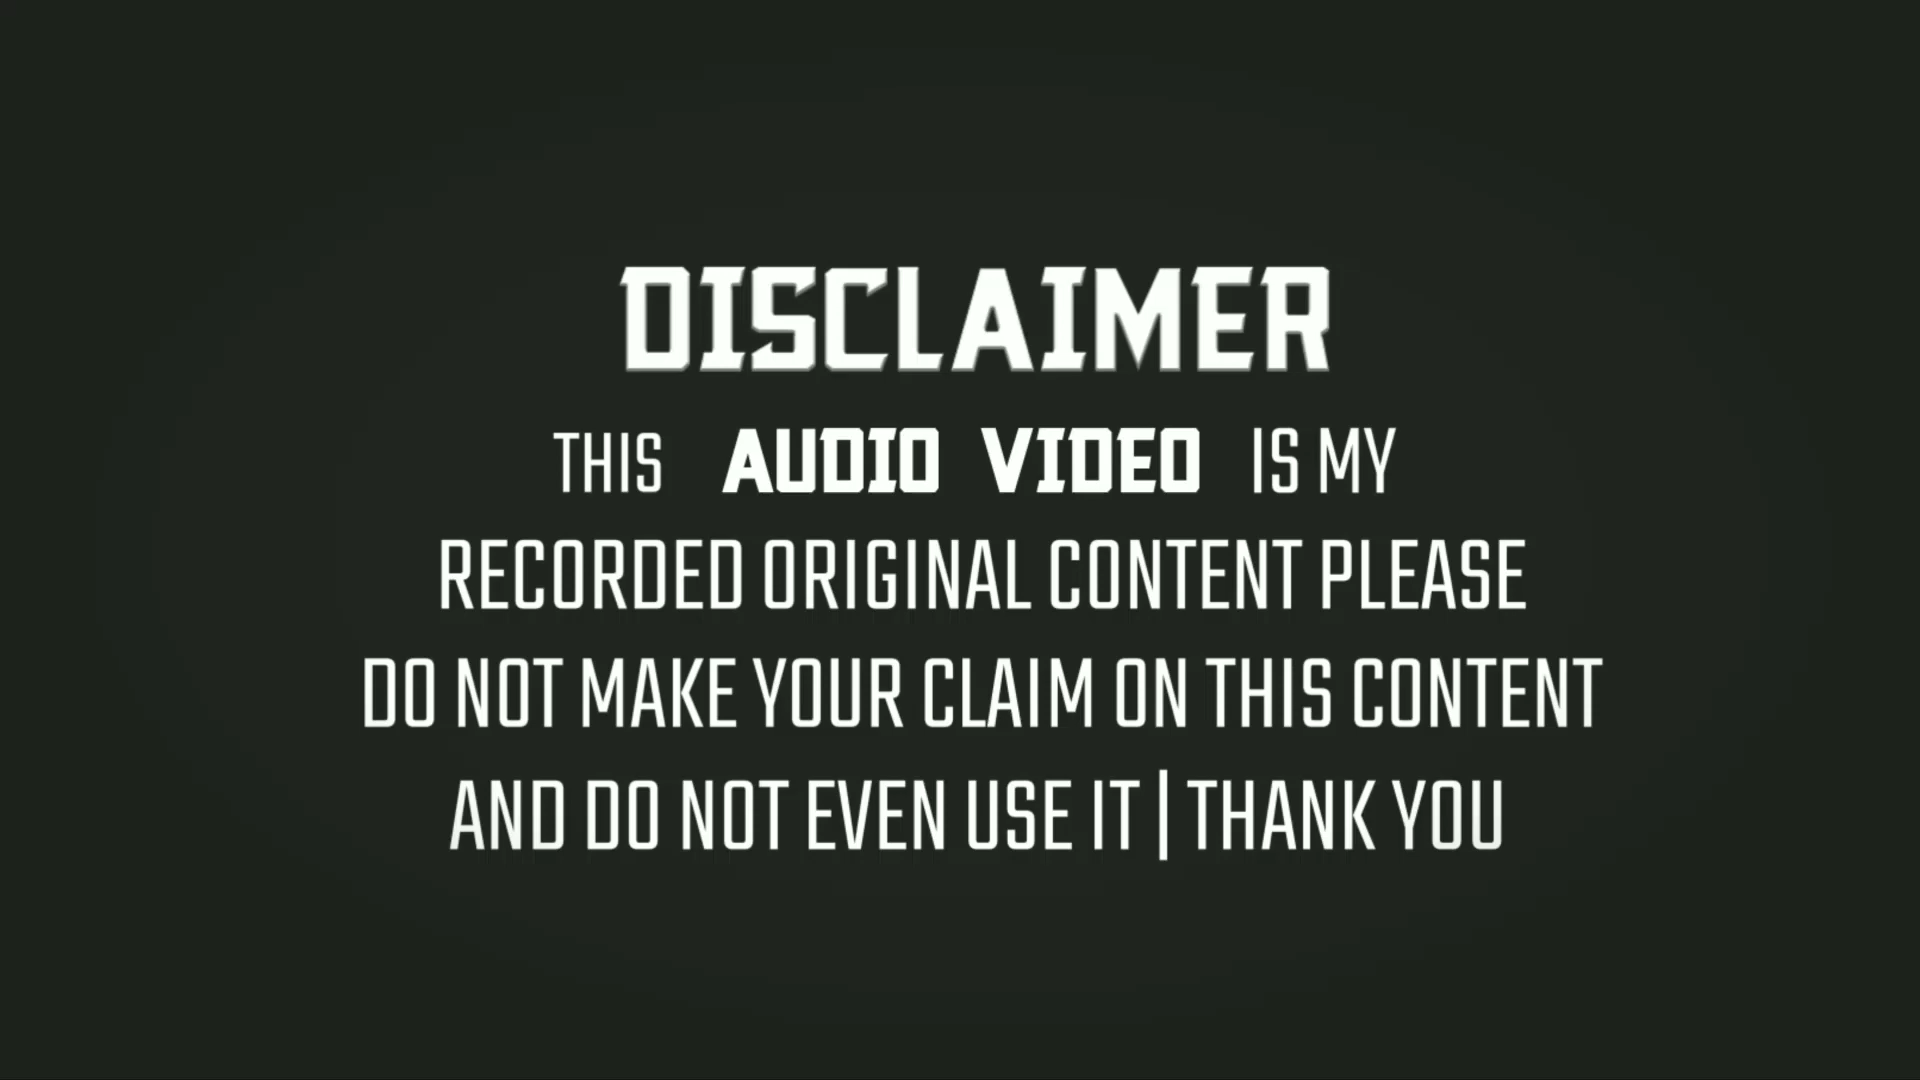 DISCLAIMER
THIS AUDIO VIDEO IS MY
RECORDED ORIGINAL CONTENT PLEASE
DO NOT MAKE YOUR CLAIM ON THIS CONTENT
AND DO NOT EVEN USE IT | THANK YOU